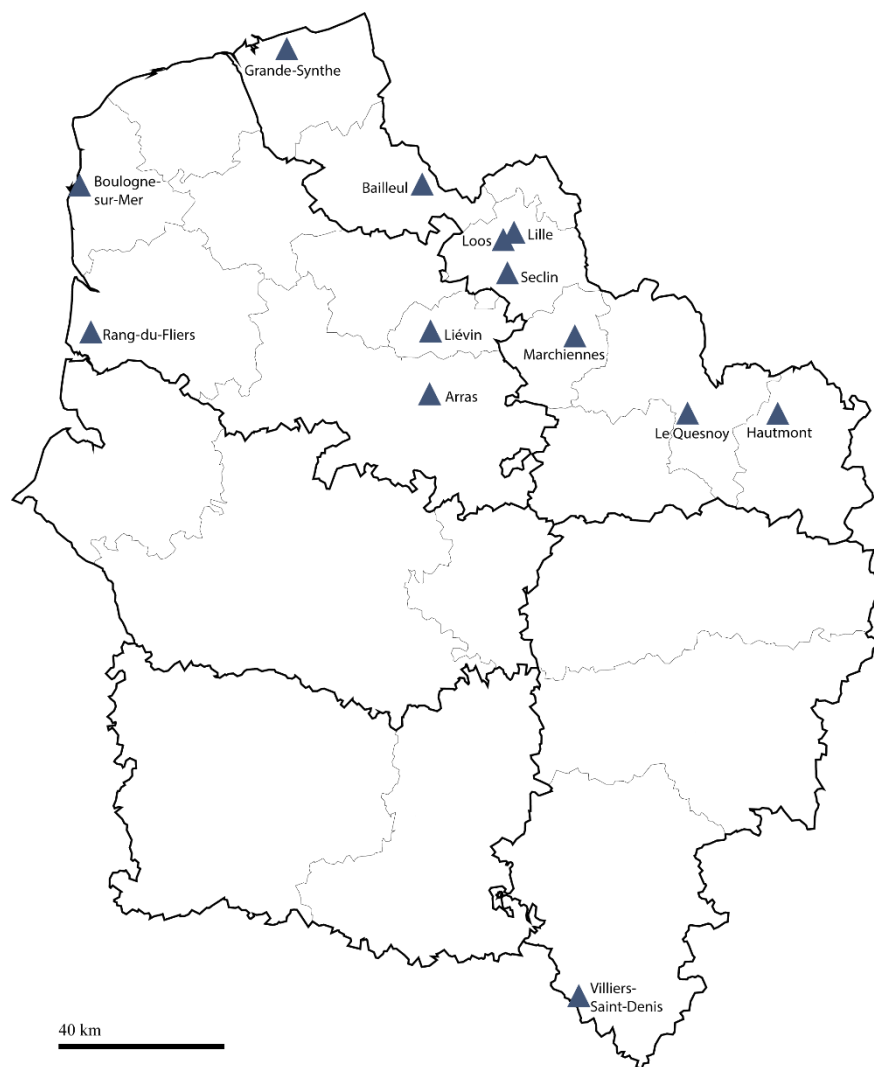 Grande-Synthe
Boulogne-
sur-Mer
Bailleul
Loos
Lille
Seclin
Rang-du-Fliers
Liévin
Marchiennes
Arras
Le Quesnoy
Hautmont
Villiers-
Saint-Denis
40 km